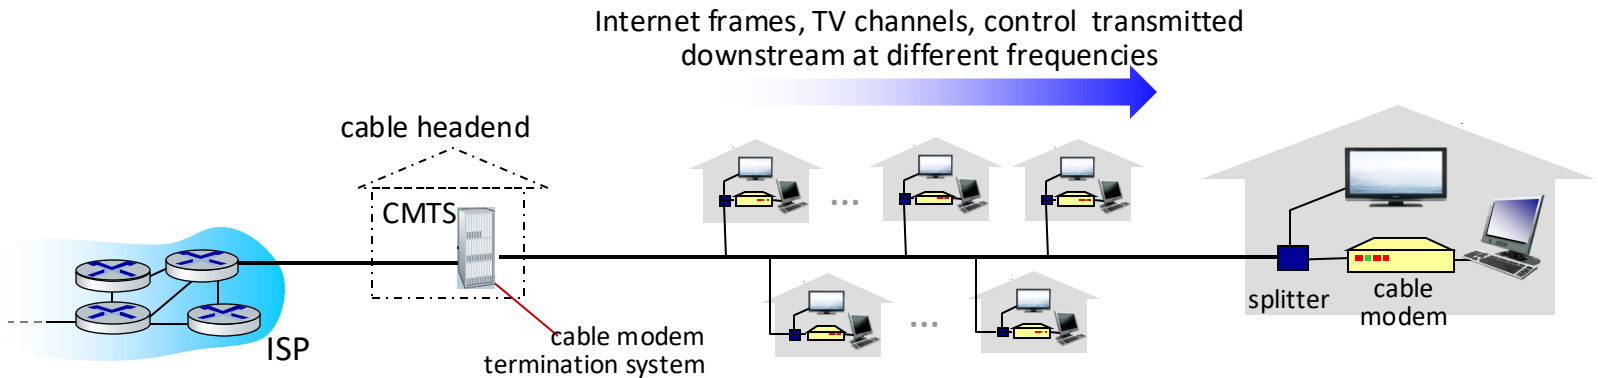 Internet frames, TV channels, control transmitted
downstream at different frequencies
cable headend
CMTS
ISP
cable modem
termination system
splitter
cable
modem